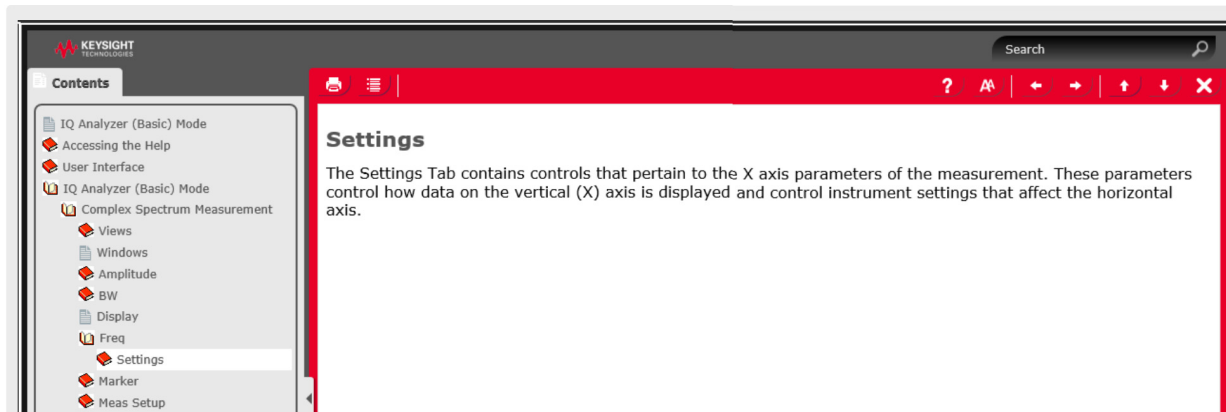 KEYSIGHT
TECHNOLOGIES
Search
Contents
? AA
IQ Analyzer (Basic) Mode
Accessing the Help
User Interface
IQ Analyzer (Basic) Mode
Complex Spectrum Measurement
Views
Windows
Amplitude
BW
Display
Freq
Settings
Marker
Meas Setup
Settings
The Settings Tab contains controls that pertain to the X axis parameters of the measurement. These parameters
control how data on the vertical (X) axis is displayed and control instrument settings that affect the horizontal
axis.